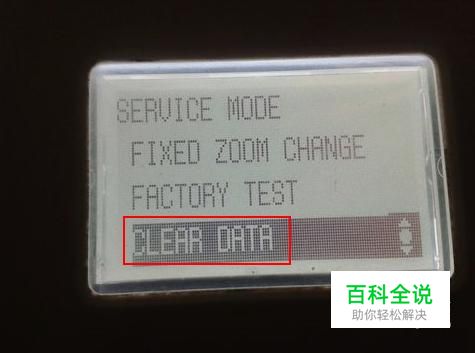 SERVICE MODE
FIXED ZOOM CHANGE
FACTORY TEST
CLEAR DATA
百科全说
助你轻松解决